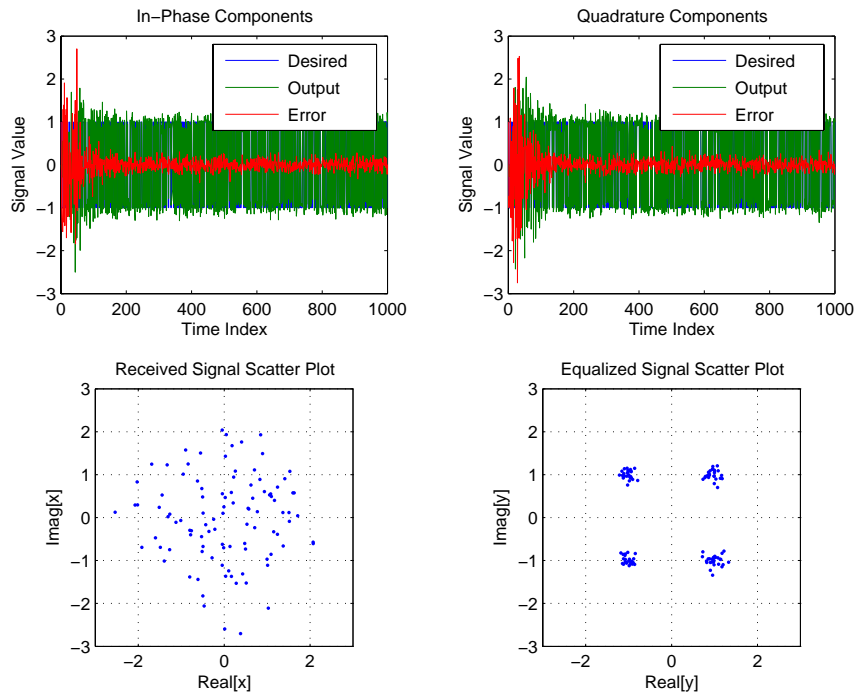 In−Phase Components
3
2
1
0
−1
−2
−3
Signal Value
0
200
400
600
800
1000
Time Index
Desired
Output
Error
Quadrature Components
3
2
1
0
−1
−2
−3
Signal Value
0
200
400
600
800
1000
Time Index
Desired
Output
Error
Received Signal Scatter Plot
3
2
1
0
−1
−2
−3
Imag[x]
−2
0
2
Real[x]
Equalized Signal Scatter Plot
3
2
1
0
−1
−2
−3
Imag[y]
−2
0
2
Real[y]